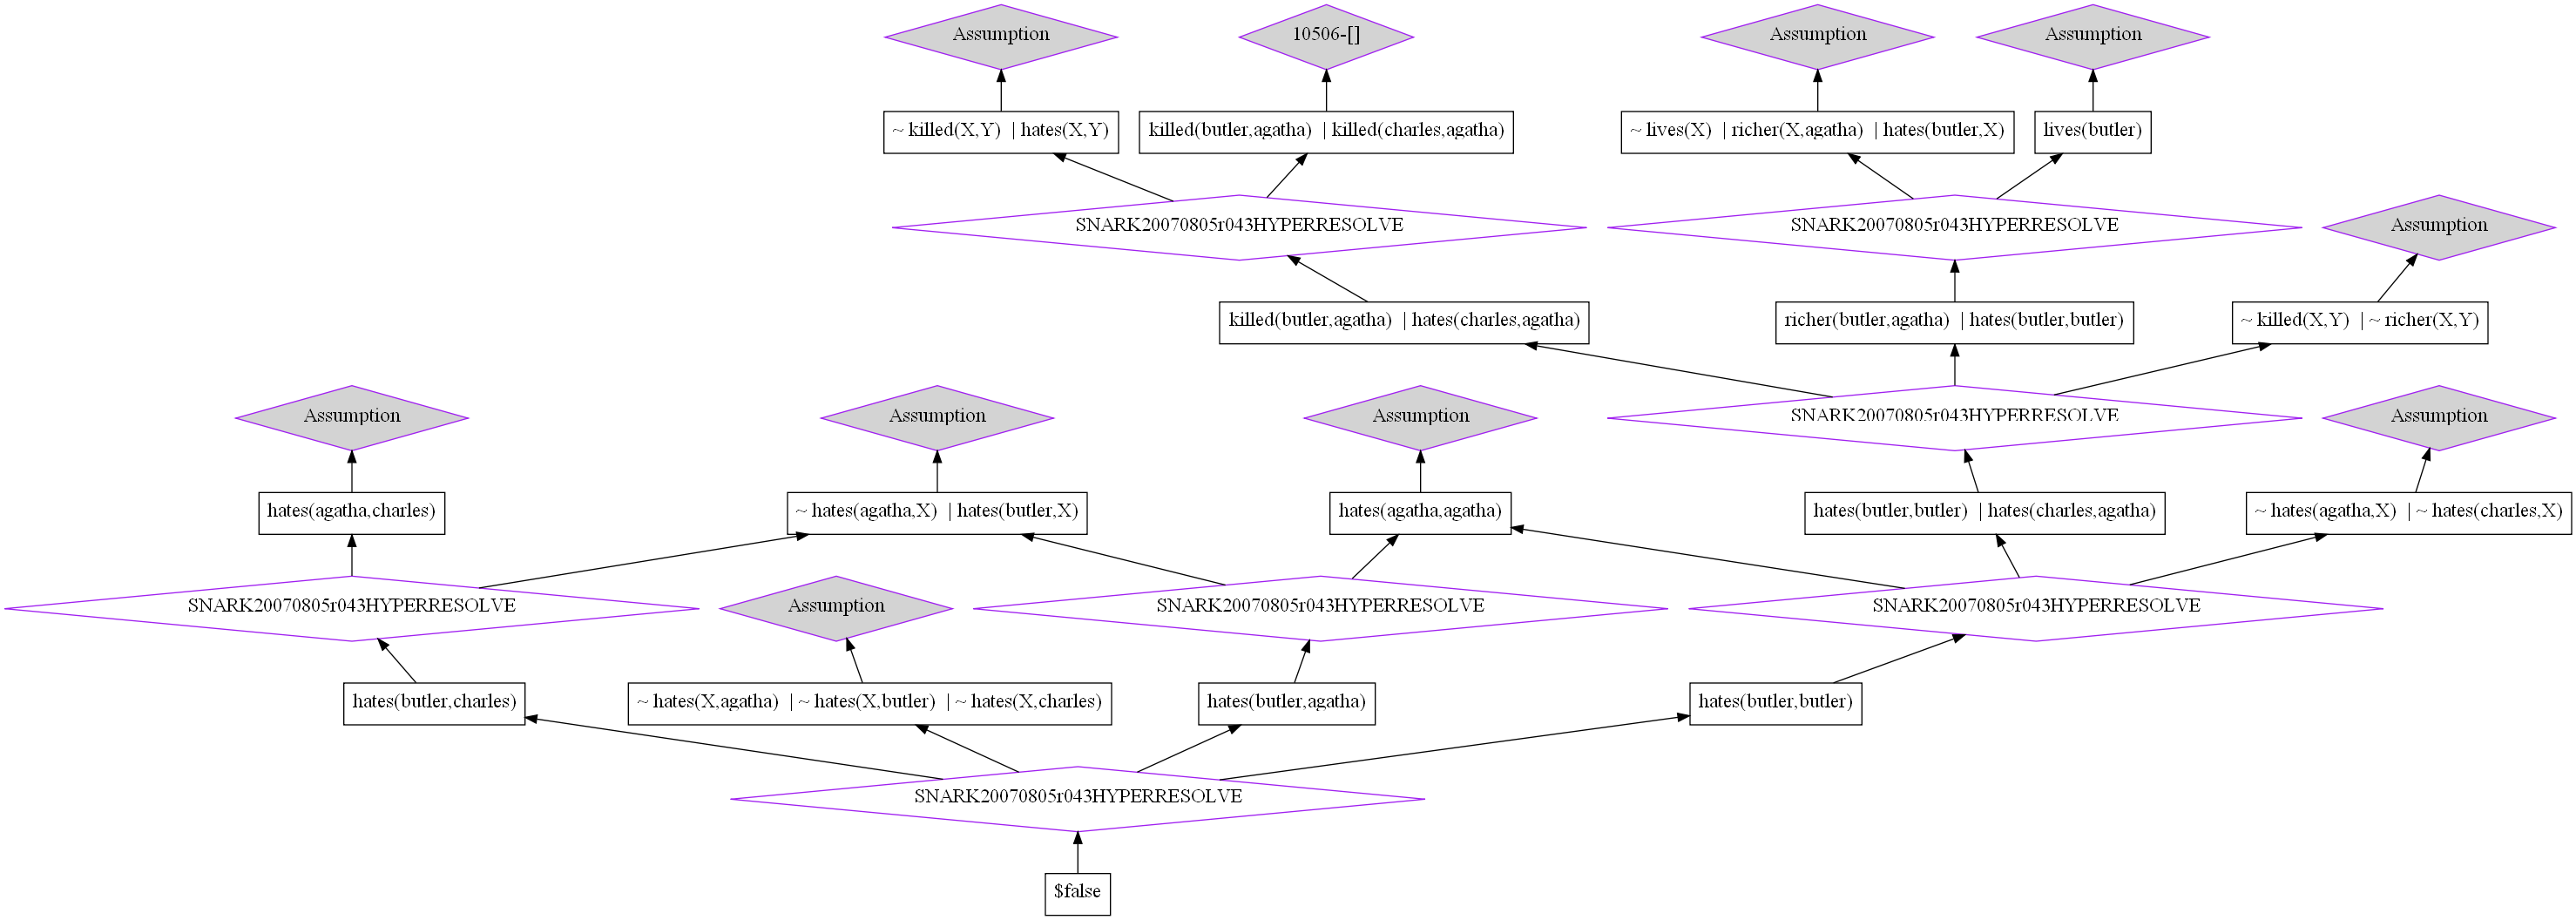 Assumption
10506-[]
Assumption
Assumption
~ killed(X,Y) | hates(X,Y)
killed(butler,agatha) | killed(charles,agatha)
~ lives(X) | richer(X,agatha) | hates(butler,X)
lives(butler)
SNARK20070805r043HYPERRESOLVE
SNARK20070805r043HYPERRESOLVE
Assumption
killed(butler,agatha) | hates(charles,agatha)
richer(butler,agatha) | hates(butler,butler)
~ killed(X,Y) | ~ richer(X,Y)
Assumption
Assumption
Assumption
SNARK20070805r043HYPERRESOLVE
Assumption
hates(agatha,charles)
~ hates(agatha,X) | hates(butler,X)
hates(agatha,agatha)
hates(butler,butler) | hates(charles,agatha)
~ hates(agatha,X) | ~ hates(charles,X)
SNARK20070805r043HYPERRESOLVE
Assumption
SNARK20070805r043HYPERRESOLVE
SNARK20070805r043HYPERRESOLVE
hates(butler,charles)
~ hates(X,agatha) | ~ hates(X,butler) | ~ hates(X,charles)
hates(butler,agatha)
hates(butler,butler)
SNARK20070805r043HYPERRESOLVE
$false